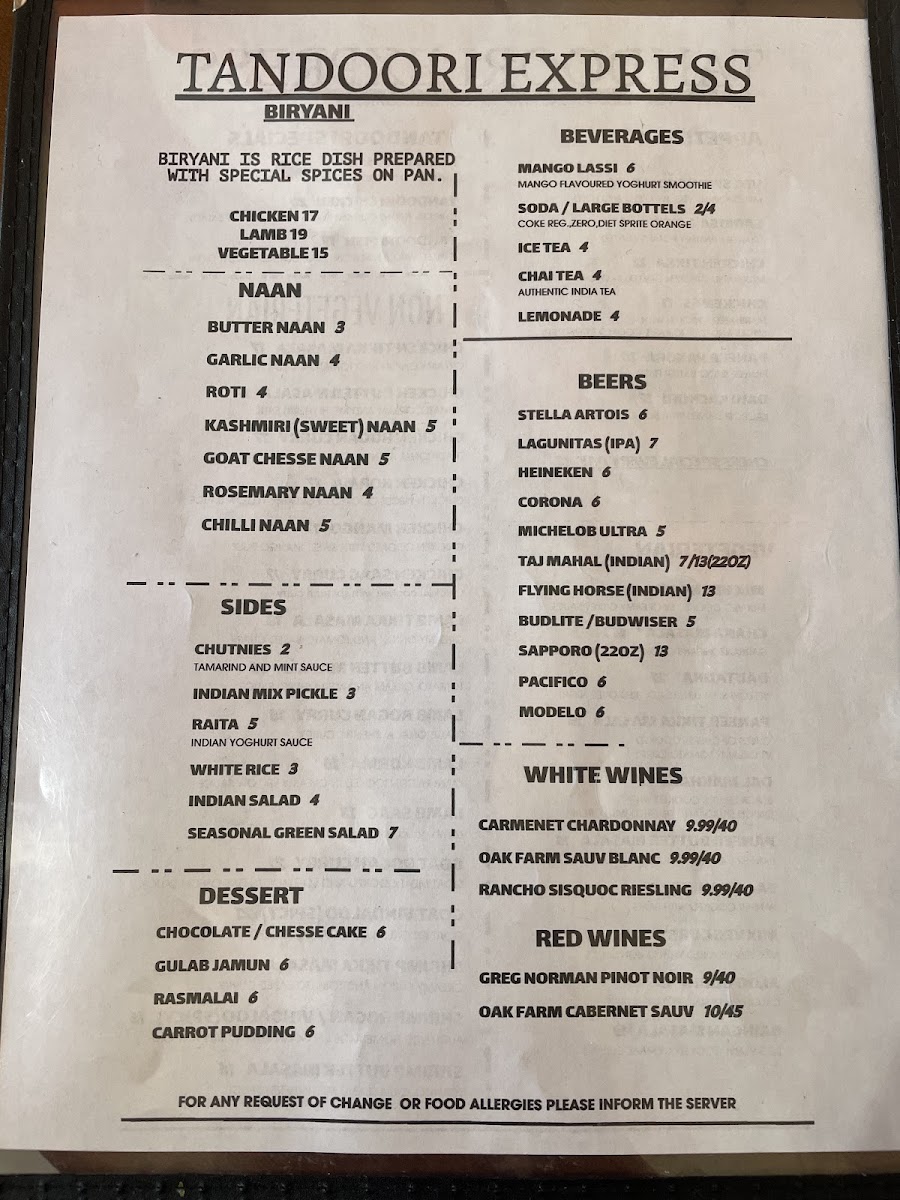 TANDOORI EXPRESS
BIRYANI
BIRYANI IS RICE DISH PREPARED
WITH SPECIAL SPICES ON PAN.
CHICKEN 17
LAMB 19
VEGETABLE 15
NAAN
BUTTER NAAN 3
GARLIC NAAN 4
ROTI 4
KASHMIRI (SWEET) NAAN 5
GOAT CHESSE NAAN 5
ROSEMARY NAAN 4
CHILLI NAAN 5
SIDES
CHUTNIES 2
TAMARIND AND MINT SAUCE
INDIAN MIX PICKLE 3
RAITA 5
INDIAN YOGHURT SAUCE
WHITE RICE 3
INDIAN SALAD 4
SEASONAL GREEN SALAD 7
DESSERT
CHOCOLATE / CHESSE CAKE 6
GULAB JAMUN 6
RASMALAI 6
CARROT PUDDING 6
BEVERAGES
MANGO LASSI 6
MANGO FLAVOURED YOGHURT SMOOTHIE
SODA / LARGE BOTTELS 2/4
COKE REG.,ZERO,DIET SPRITE ORANGE
ICE TEA 4
CHAI TEA 4
AUTHENTIC INDIA TEA
LEMONADE 4
BEERS
STELLA ARTOIS 6
LAGUNITAS (IPA) 7
HEINEKEN 6
CORONA 6
MICHELOB ULTRA 5
TAJ MAHAL (INDIAN) 7/13(22OZ)
FLYING HORSE (INDIAN) 13
BUDLITE /BUDWISER 5
SAPPORO (22OZ) 13
PACIFICO 6
MODELO 6
WHITE WINES
CARMENET CHARDONNAY 9.99/40
OAK FARM SAUV BLANC 9.99/40
RANCHO SISQUOC RIESLING 9.99/40
RED WINES
GREG NORMAN PINOT NOIR 9/40
OAK FARM CABERNET SAUV 10/45
FOR ANY REQUEST OF CHANGE OR FOOD ALLERGIES PLEASE INFORM THE SERVER